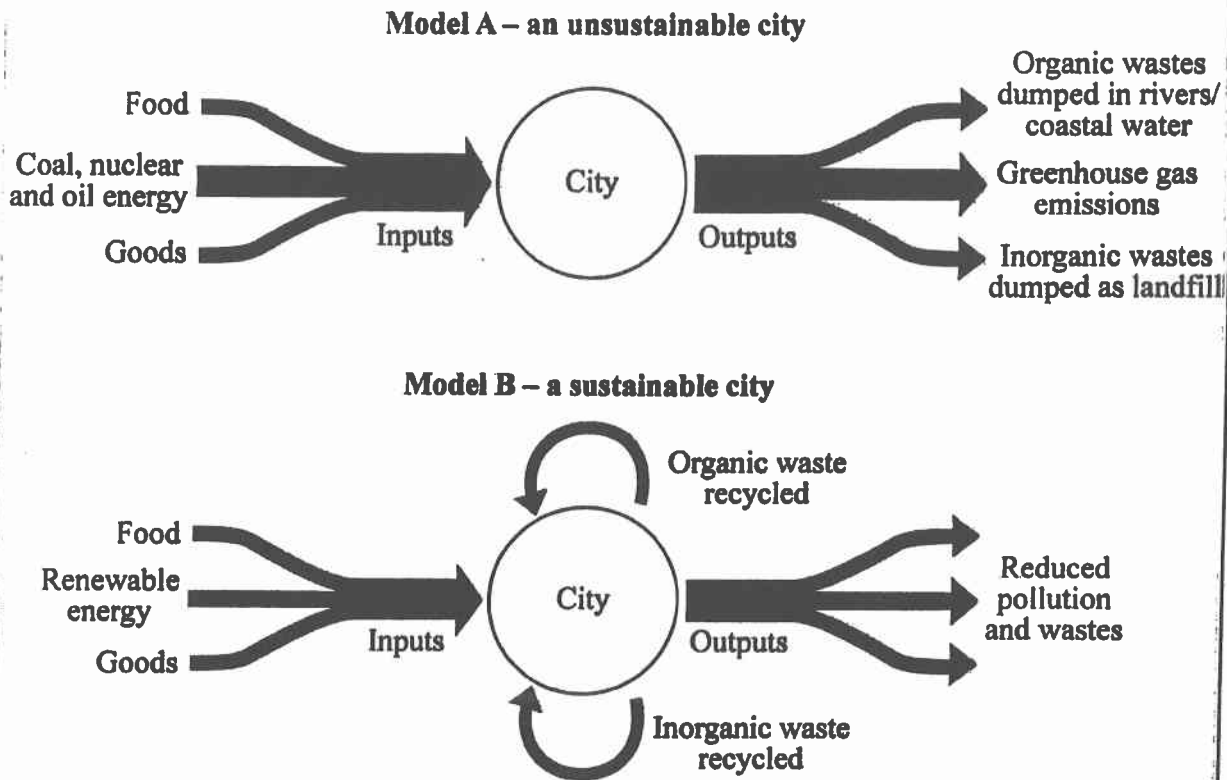 Model A – an unsustainable city
Food
Coal, nuclear
and oil energy
Goods
Inputs
City
Outputs
Organic wastes
dumped in rivers/
coastal water
Greenhouse gas
emissions
Inorganic wastes
dumped as landfill
Model B – a sustainable city
Organic waste
recycled
Food
Renewable
energy
Goods
Inputs
City
Outputs
Reduced
pollution
and wastes
Inorganic waste
recycled